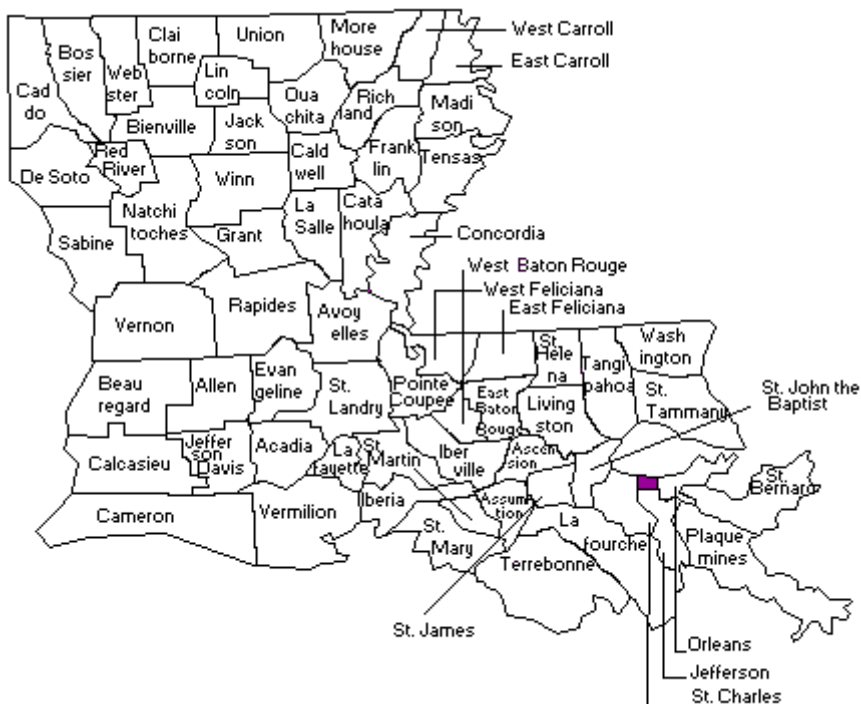 Caddo
Bos
sier
Web
ster
Clai
borne
Union
More
house
West Carroll
East Carroll
Cad
do
Lin
coln
Oua
chita
Rich
land
Madi
son
Bienville
Jack
son
Red
River
De Soto
Winn
Cald
well
Frank
lin
Tensas
Natchi
toches
Grant
La
Salle
Cata
houla
Sabine
Concordia
West Baton Rouge
West Feliciana
East Feliciana
Vernon
Rapides
Avoy
elles
St.
Hele
na
Tangi
pahoa
Wash
ington
Beau
regard
Allen
Evan
geline
St.
Landry
Pointe
Coupee
East
Baton
Rouge
Living
ston
St.
Tammany
St. John the
Baptist
Calcasieu
Jeffer
son
Davis
Acadia
La
fayette
St.
Martin
Iber
ville
Ascen
sion
St.
Bernard
Cameron
Vermilion
Iberia
St.
Mary
Assump
tion
La
fourche
Terrebonne
Plaque
mines
St. James
Orleans
Jefferson
St. Charles